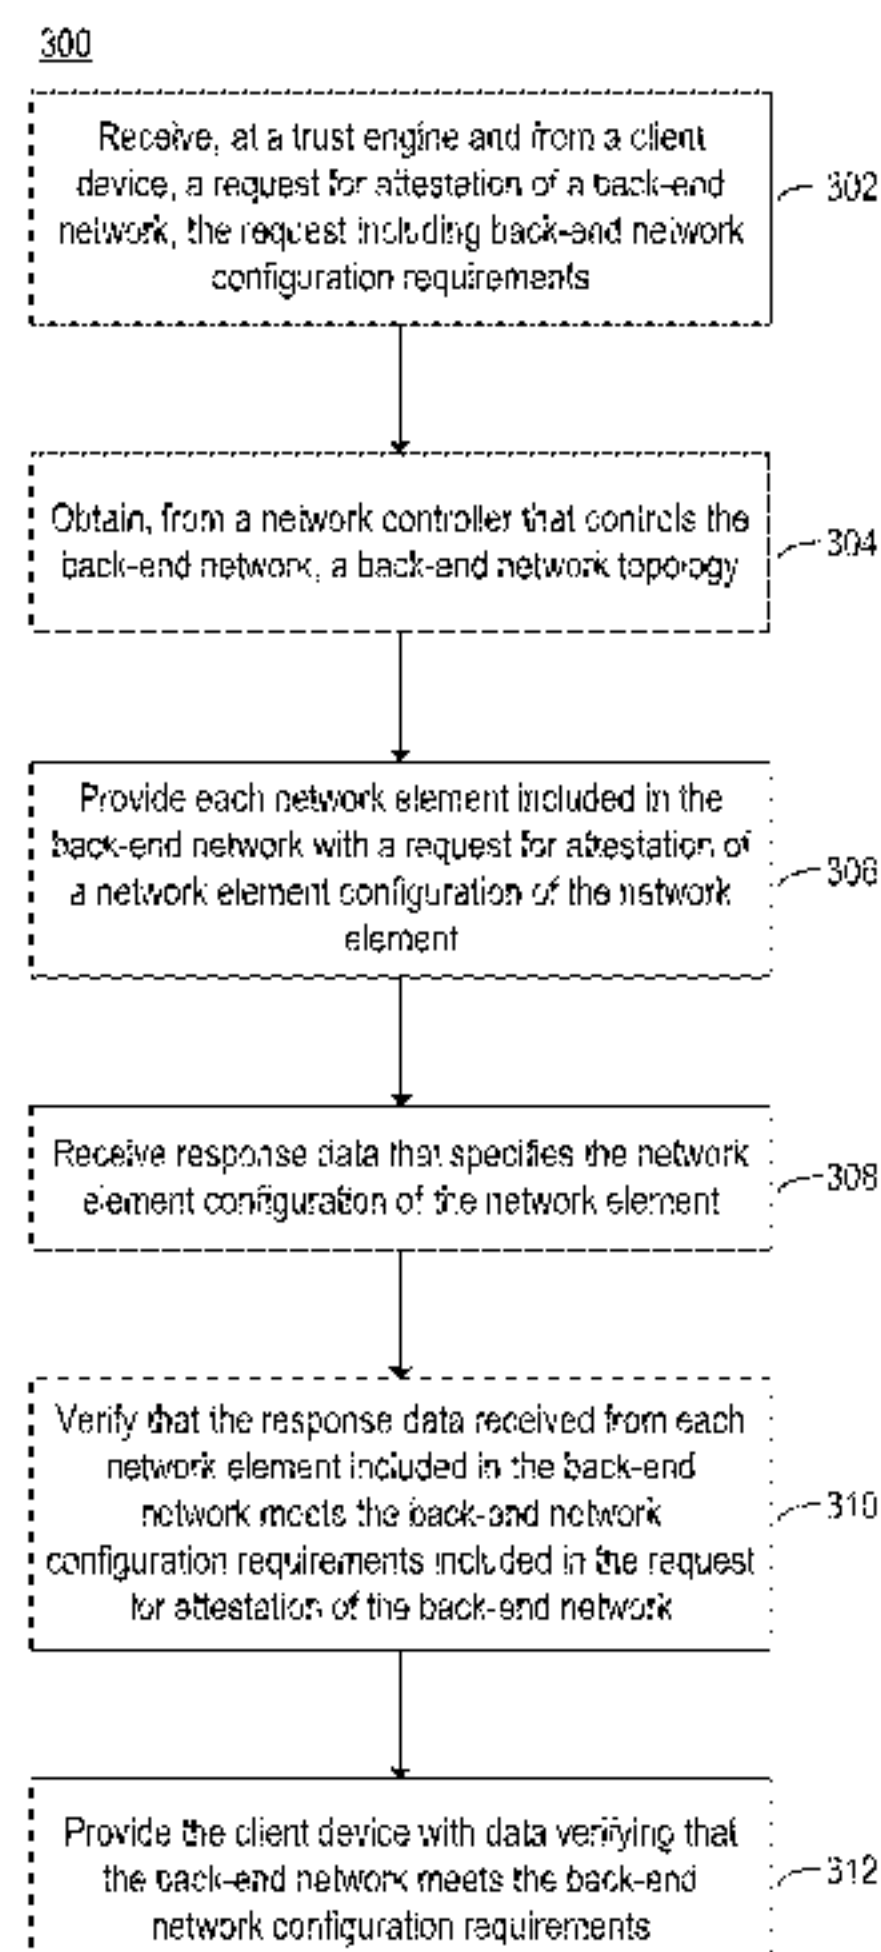 300
Receive, at a trust engine and from a client
device, a request for attestation of a back-end
network, the request including back-end network
configuration requirements
302
Obtain, from a network controller that controls the
back-end network, a back-end network topology
304
Provide each network element included in the
back-end network with a request for attestation of
a network element configuration of the network
element
306
Receive response data that specifies the network
element configuration of the network element
308
Verify that the response data received from each
network element included in the back-end
network meets the back-end network
configuration requirements included in the request
for attestation of the back-end network
310
Provide the client device with data verifying that
the back-end network meets the back-end
network configuration requirements
312